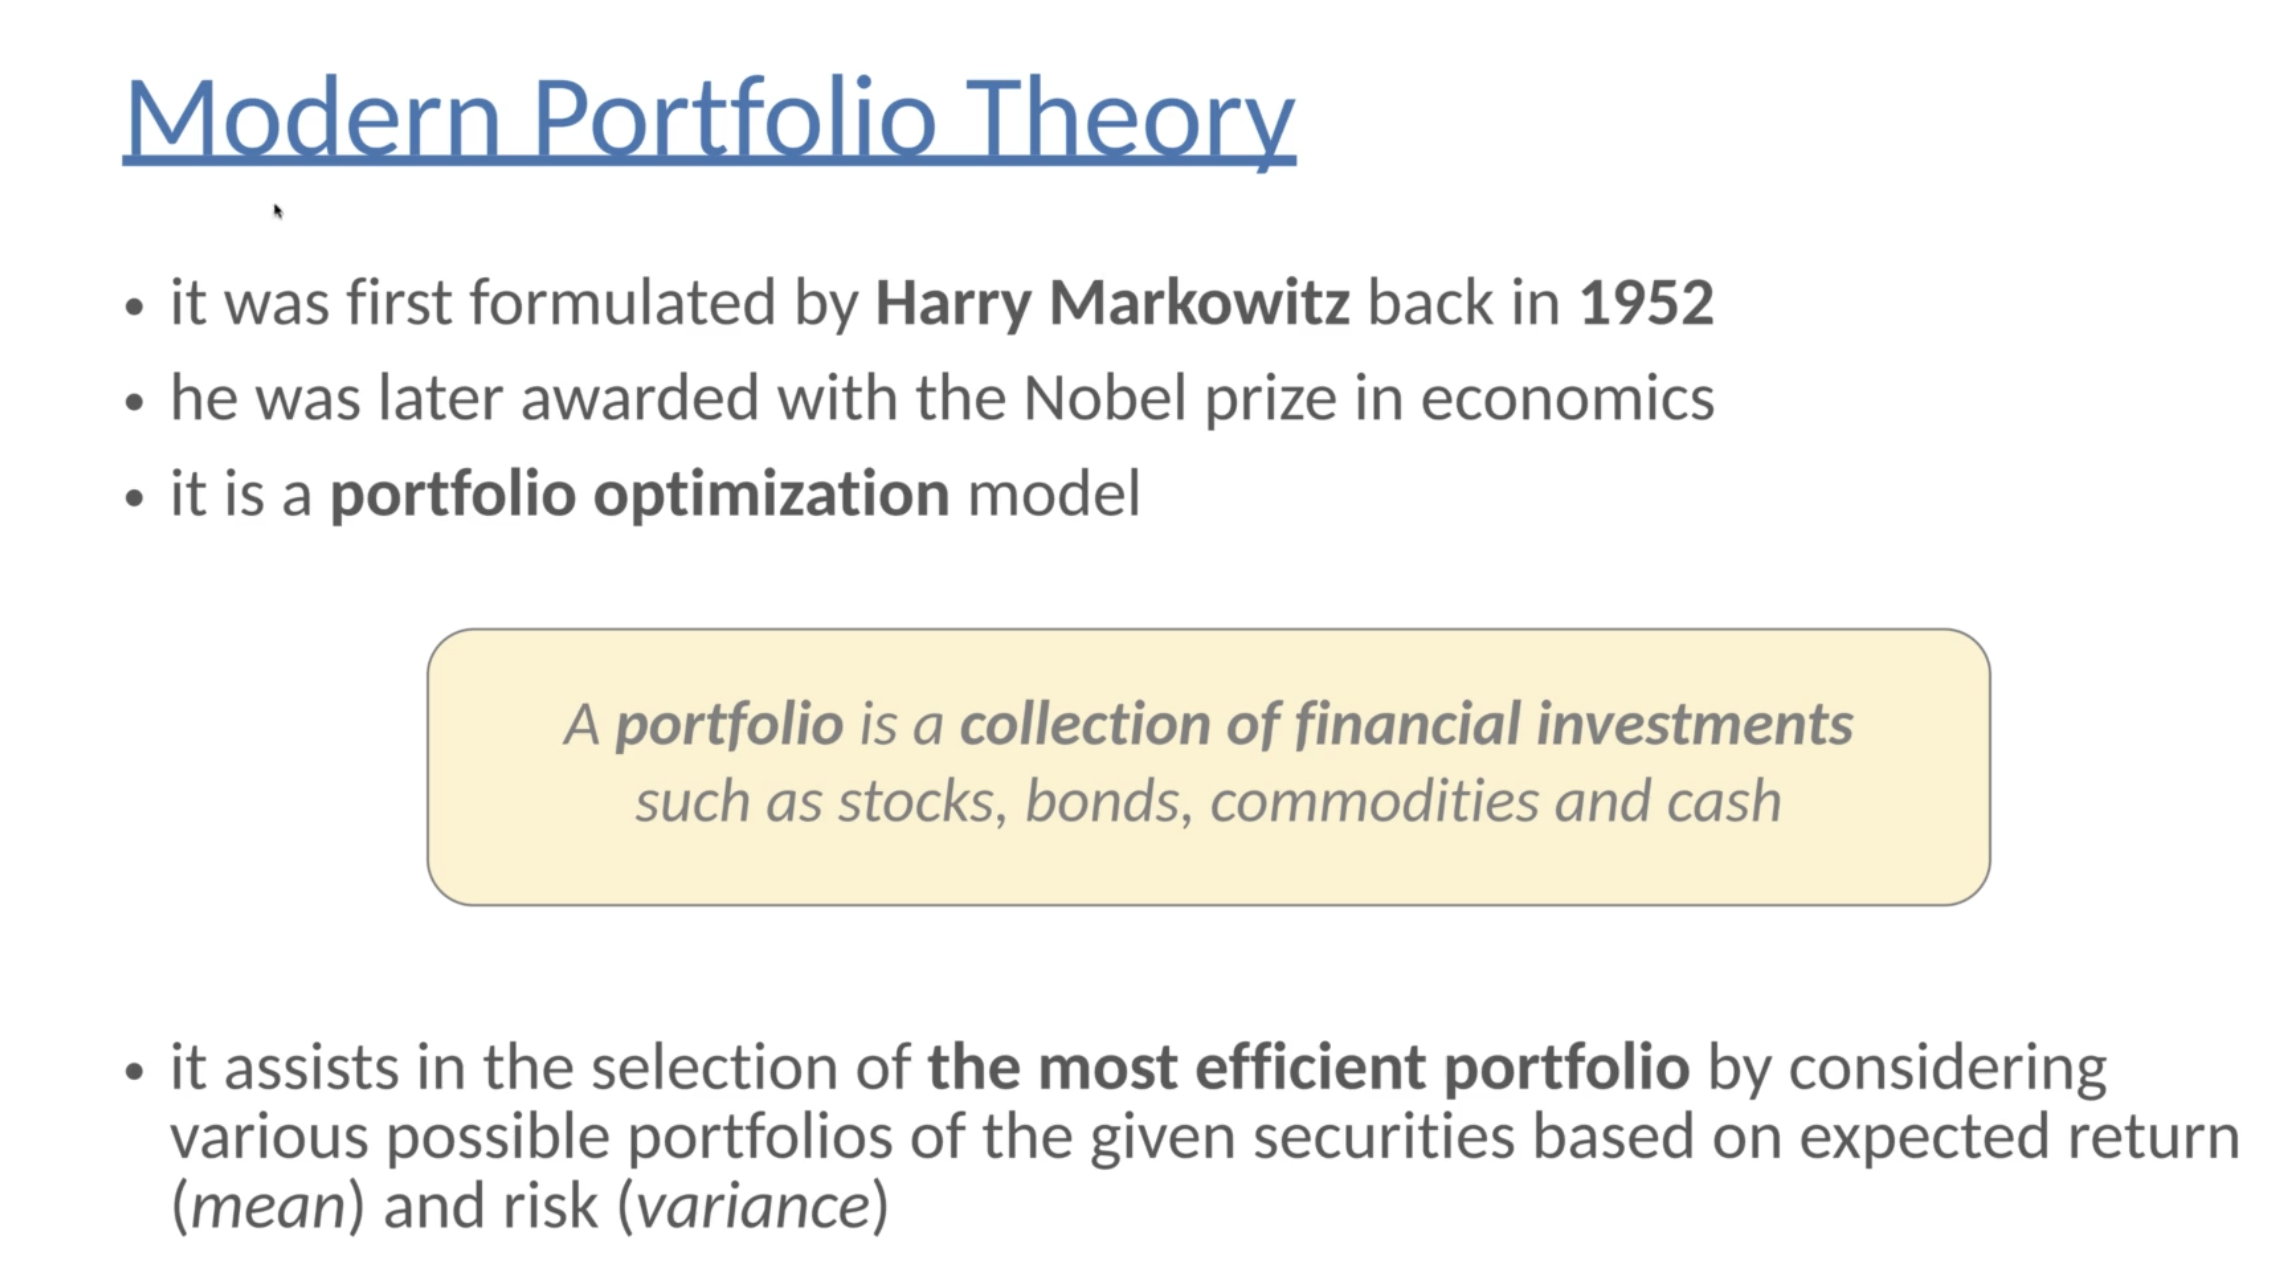 Modern Portfolio Theory
• it was first formulated by Harry Markowitz back in 1952
• he was later awarded with the Nobel prize in economics
• it is a portfolio optimization model
A portfolio is a collection of financial investments
such as stocks, bonds, commodities and cash
• it assists in the selection of the most efficient portfolio by considering
various possible portfolios of the given securities based on expected return
(mean) and risk (variance)